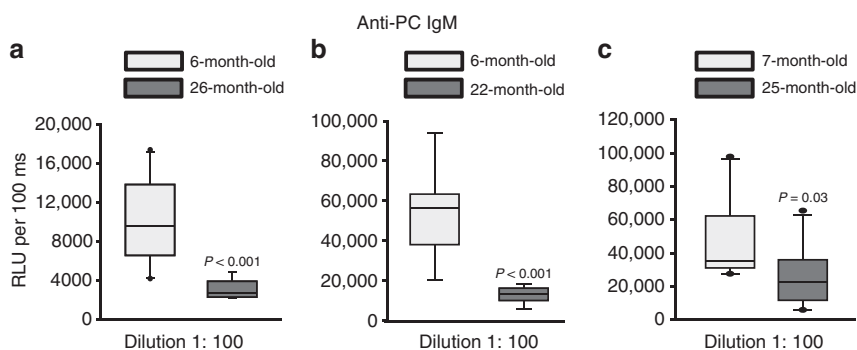 Anti-PC IgM
a
6-month-old
26-month-old
RLU per 100 ms
20,000
16,000
12,000
8000
4000
0
P < 0.001
Dilution 1: 100
b
6-month-old
22-month-old
100,000
80,000
60,000
40,000
20,000
0
P < 0.001
Dilution 1: 100
c
7-month-old
25-month-old
120,000
100,000
80,000
60,000
40,000
20,000
0
P = 0.03
Dilution 1: 100